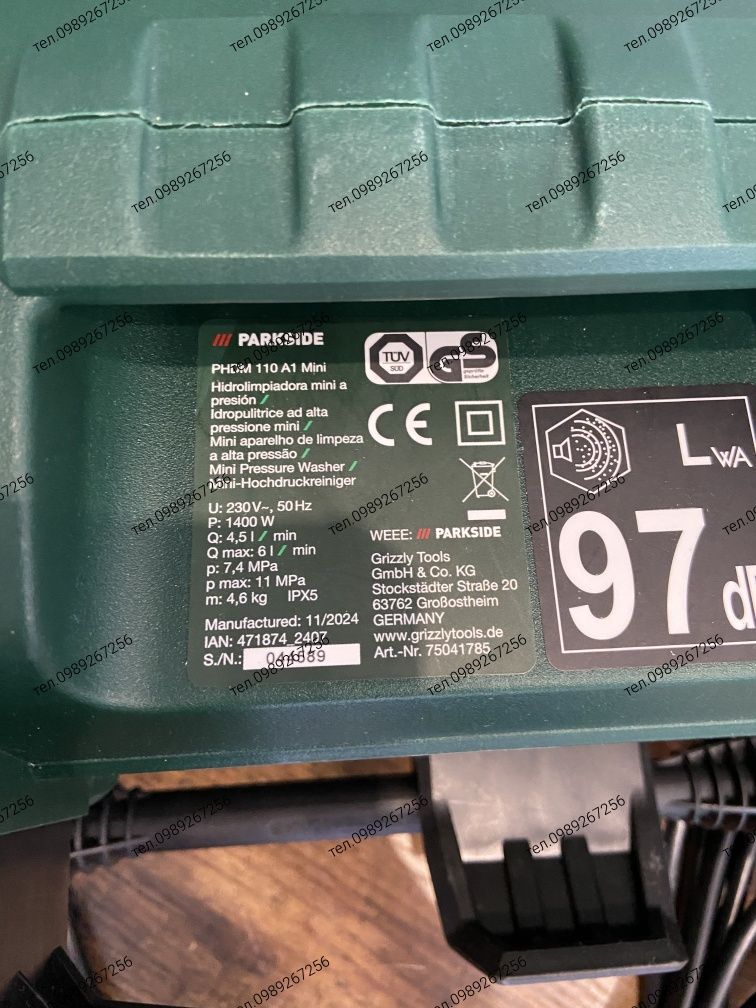 /// PARKSIDE
PHDM 110 A1 Mini
Hidrolimpiadora mini a
presión /
Idropulitrice ad alta
pressione mini /
Mini aparelho de limpeza
a alta pressão /
Mini Pressure Washer /
Mini-Hochdruckreiniger
U: 230V~, 50Hz
P: 1400 W
Q: 4,5 l / min
Q max: 6 l / min
p: 7,4 MPa
p max: 11 MPa
m: 4,6 kg IPX5
Manufactured: 11/2024
IAN: 471874_2407
S./N.:
TÜV
SÜD
GS
geprüfte
Sicherheit
CE
WEEE: /// PARKSIDE
Grizzly Tools
GmbH & Co. KG
Stockstädter Straße 20
63762 Großostheim
GERMANY
www.grizzlytools.de
Art.-Nr. 75041785
LWA
97
тел.0989267256